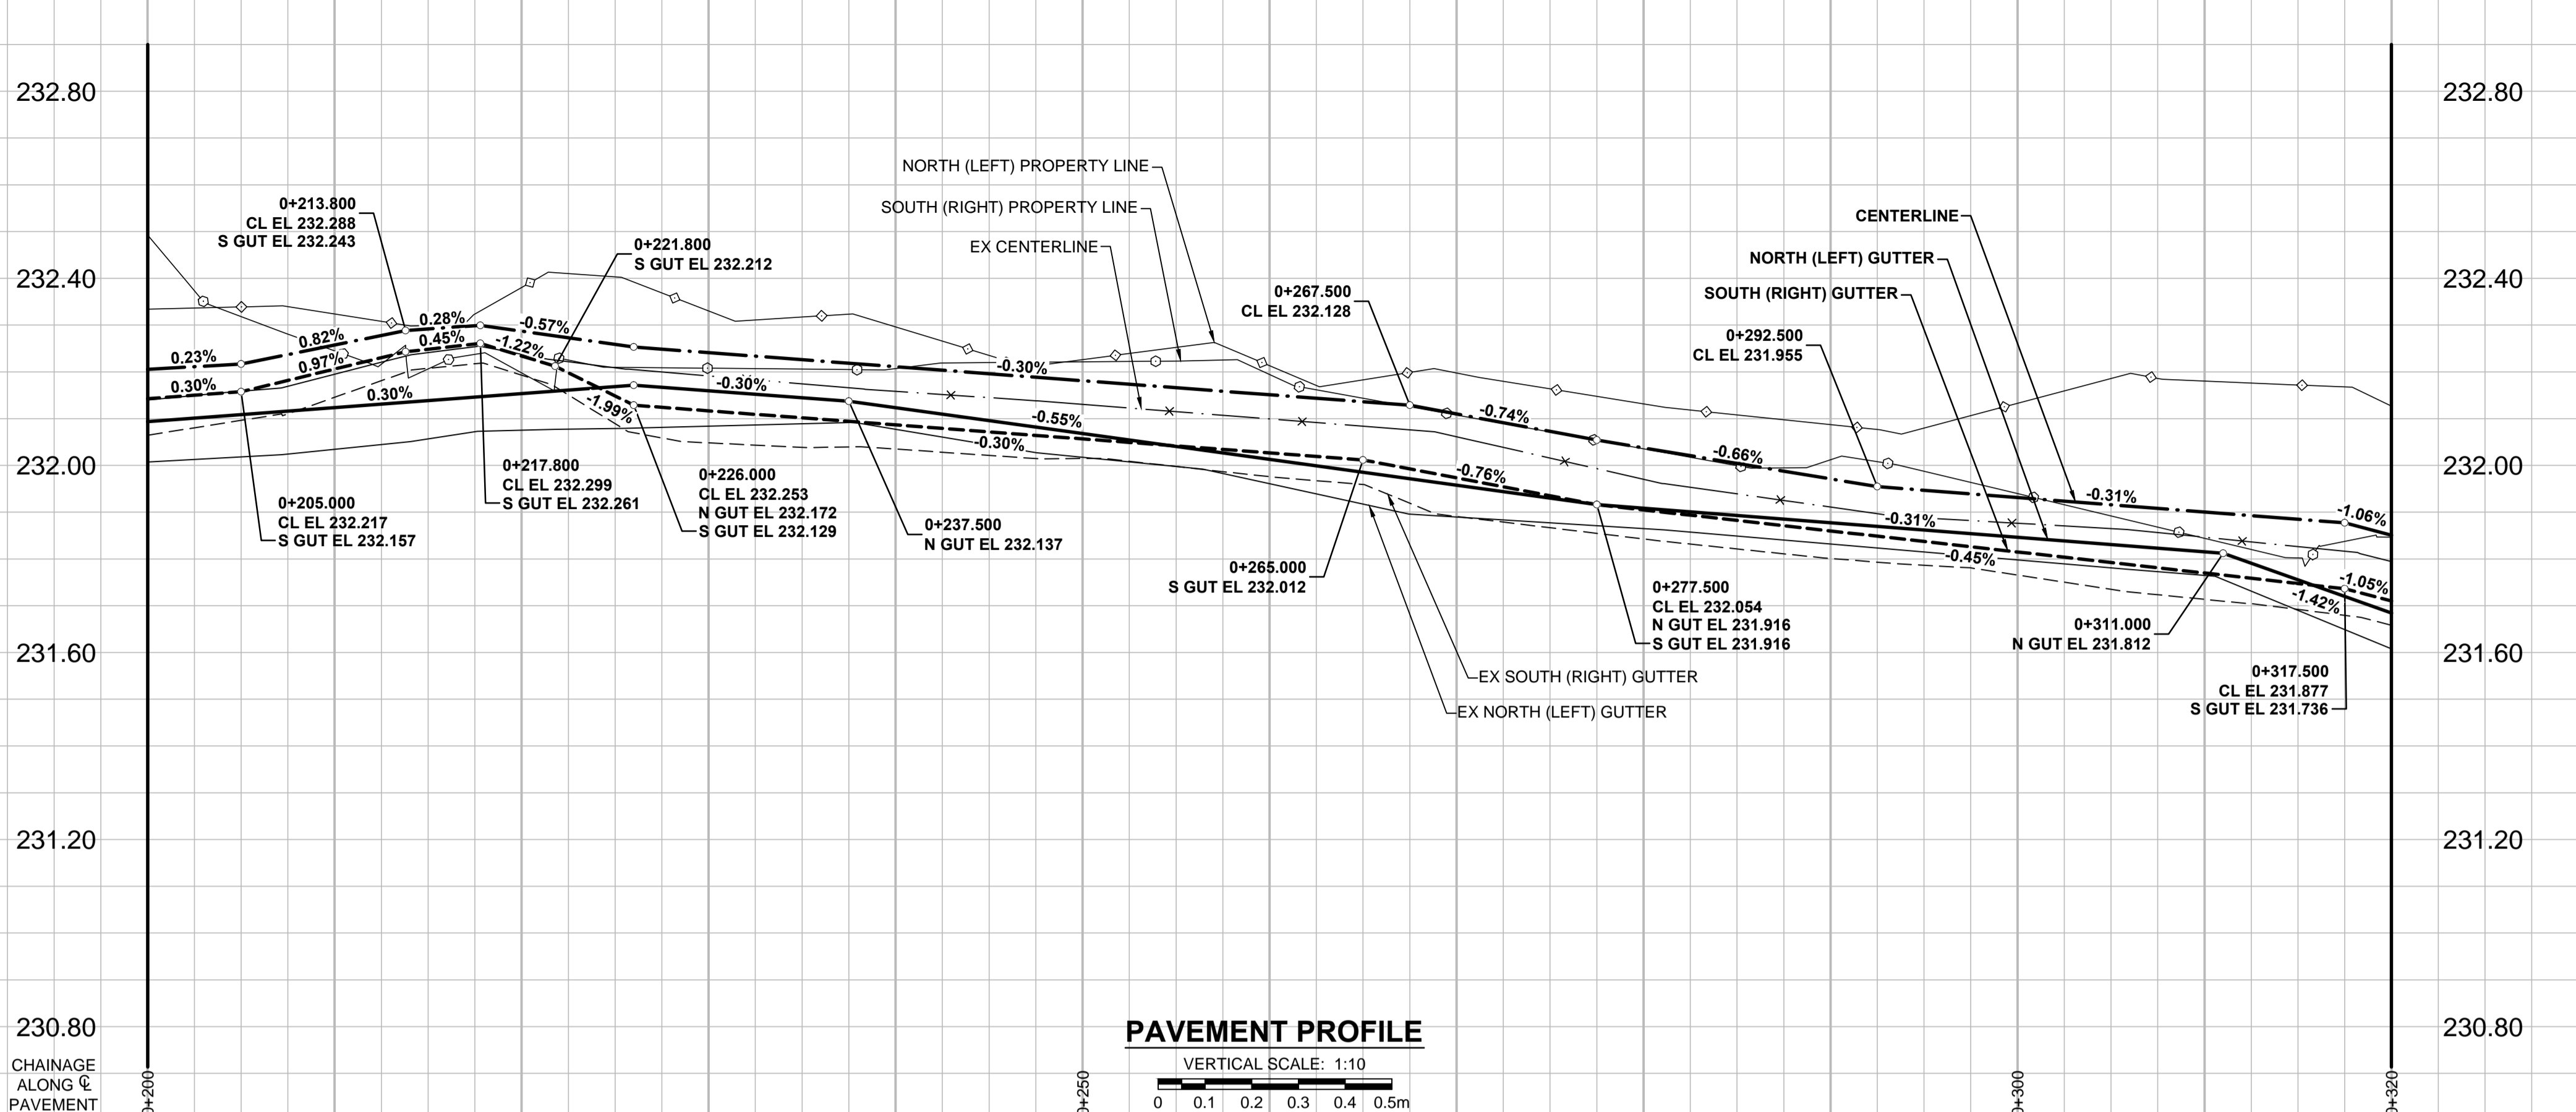 232.80
232.80
NORTH (LEFT) PROPERTY LINE
0+213.800
CL EL 232.288
S GUT EL 232.243
SOUTH (RIGHT) PROPERTY LINE
CENTERLINE
0+221.800
S GUT EL 232.212
EX CENTERLINE
NORTH (LEFT) GUTTER
232.40
232.40
0+267.500
CL EL 232.128
SOUTH (RIGHT) GUTTER
0+292.500
CL EL 231.955
0.23%
0.82%
0.28%
-0.57%
0.30%
0.97%
0.45%
-1.22%
0.30%
-1.99%
-0.30%
-0.30%
-0.55%
-0.30%
-0.74%
-0.76%
-0.66%
-0.31%
-0.31%
-0.45%
-1.06%
-1.05%
-1.42%
232.00
232.00
0+205.000
CL EL 232.217
S GUT EL 232.157
0+217.800
CL EL 232.299
S GUT EL 232.261
0+226.000
CL EL 232.253
N GUT EL 232.172
S GUT EL 232.129
0+237.500
N GUT EL 232.137
0+265.000
S GUT EL 232.012
0+277.500
CL EL 232.054
N GUT EL 231.916
S GUT EL 231.916
0+311.000
N GUT EL 231.812
231.60
231.60
EX SOUTH (RIGHT) GUTTER
EX NORTH (LEFT) GUTTER
0+317.500
CL EL 231.877
S GUT EL 231.736
231.20
231.20
230.80
230.80
PAVEMENT PROFILE
VERTICAL SCALE: 1:10
0 0.1 0.2 0.3 0.4 0.5m
CHAINAGE
ALONG ℄
PAVEMENT
0+200
0+250
0+300
0+320